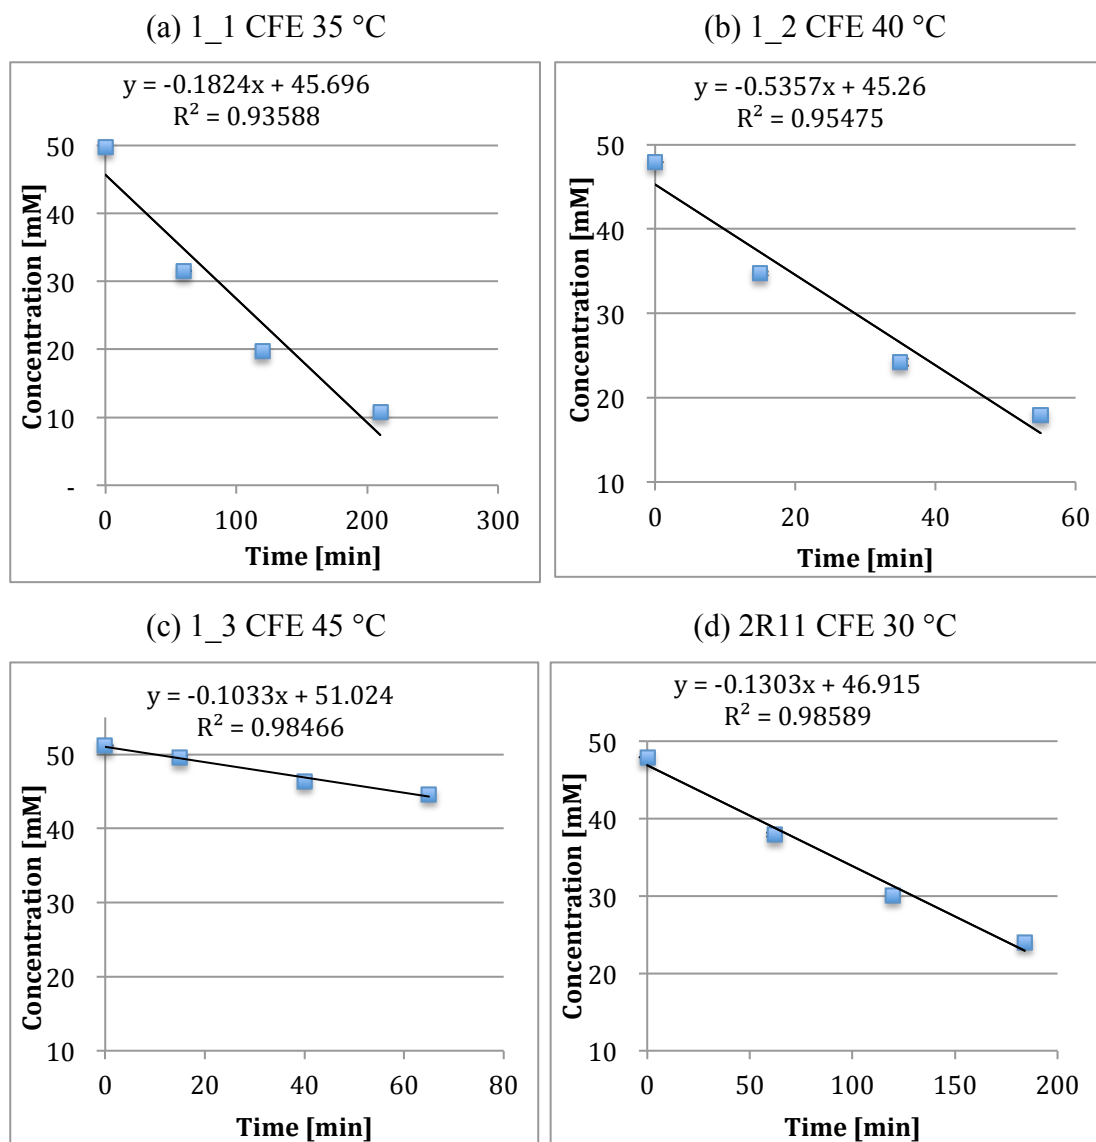 (a) 1_1 CFE 35 °C
y = -0.1824x + 45.696
R² = 0.93588
50
40
30
20
10
-
0 100 200 300
Concentration [mM]
Time [min]
(b) 1_2 CFE 40 °C
y = -0.5357x + 45.26
R² = 0.95475
50
40
30
20
10
0 20 40 60
Concentration [mM]
Time [min]
(c) 1_3 CFE 45 °C
y = -0.1033x + 51.024
R² = 0.98466
50
40
30
20
10
0 20 40 60 80
Concentration [mM]
Time [min]
(d) 2R11 CFE 30 °C
y = -0.1303x + 46.915
R² = 0.98589
50
40
30
20
10
0 50 100 150 200
Concentration [mM]
Time [min]